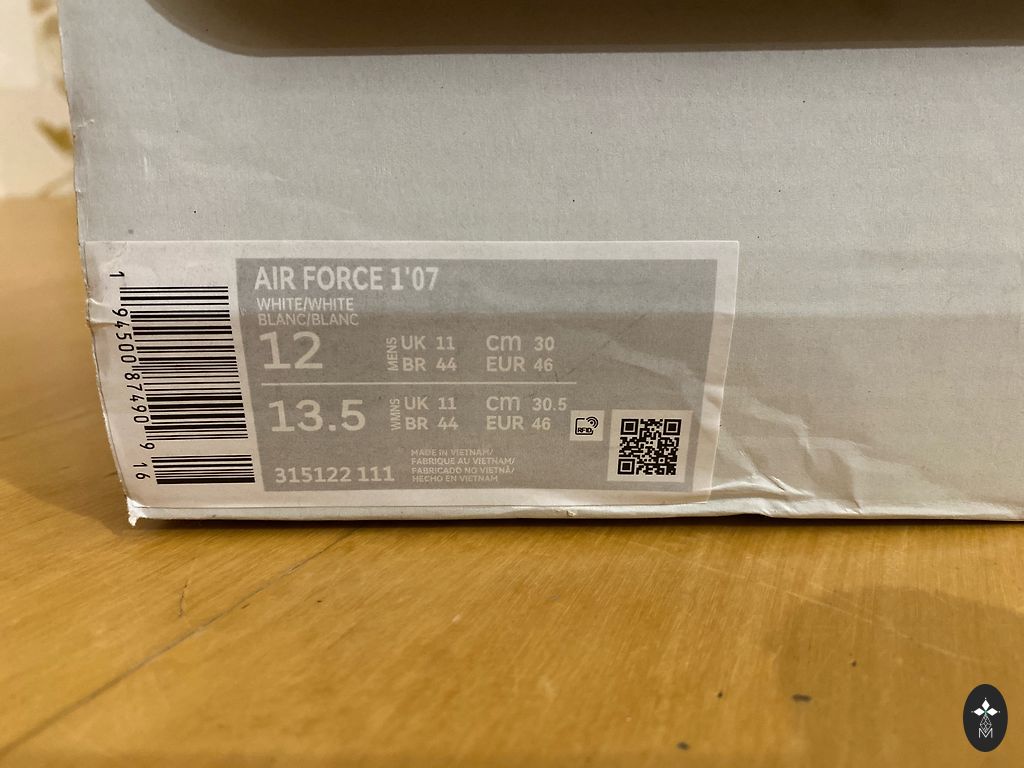 AIR FORCE 1'07
WHITE/WHITE
BLANC/BLANC
12 MENS UK 11 CM 30
BR 44 EUR 46
13.5 WMNS UK 11 CM 30.5
BR 44 EUR 46
RFID
315122 111
MADE IN VIETNAM/
FABRIQUE AU VIETNAM/
FABRICADO NO VIETNÃ/
HECHO EN VIETNAM
1 94500 87490 9 16
M